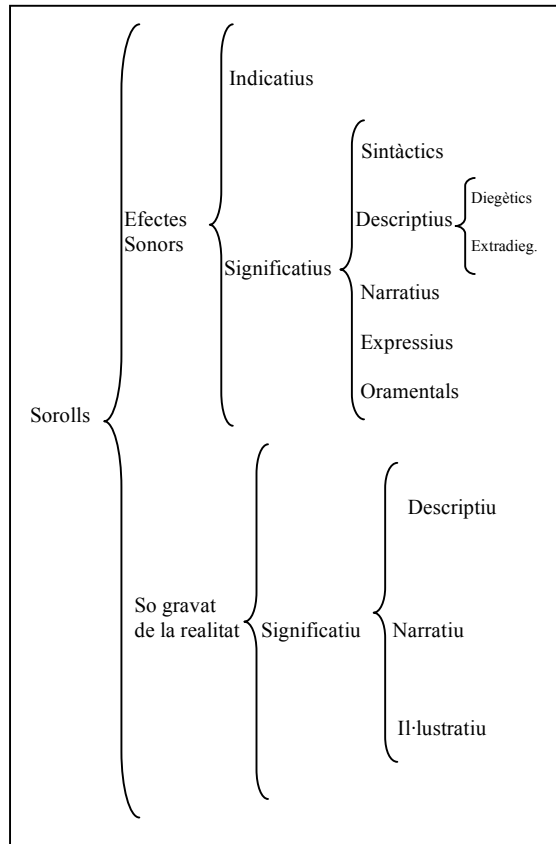 Indicatius
Sintàctics
Diegètics
Efectes
Sonors
Descriptius
Extradieg.
Significatius
Narratius
Expressius
Oramentals
Sorolls
Descriptiu
So gravat
de la realitat
Significatiu
Narratiu
Il·lustratiu